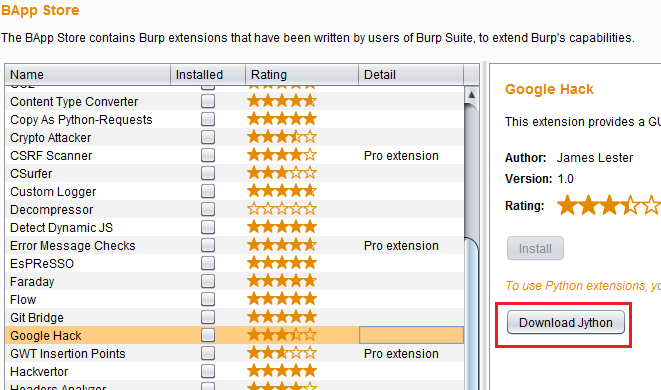 BApp Store
The BApp Store contains Burp extensions that have been written by users of Burp Suite, to extend Burp's capabilities.
Name Installed Rating Detail
Content Type Converter
Copy As Python-Requests
Crypto Attacker
CSRF Scanner Pro extension
CSurfer
Custom Logger
Decompressor
Detect Dynamic JS
Error Message Checks Pro extension
EsPReSSO
Faraday
Flow
Git Bridge
Google Hack
GWT Insertion Points Pro extension
Hackvertor
Headers Analyzer
Google Hack
This extension provides a
Author: James Lester
Version: 1.0
Rating:
Install
To use Python extensions,
Download Jython